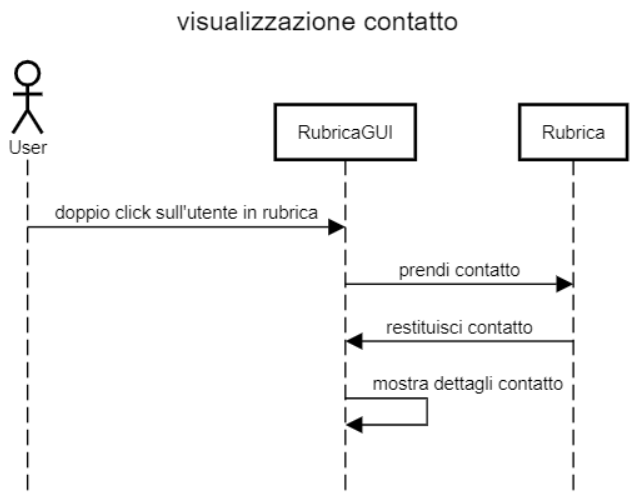 visualizzazione contatto
User
RubricaGUI
Rubrica
doppio click sull'utente in rubrica
prendi contatto
restituisci contatto
mostra dettagli contatto